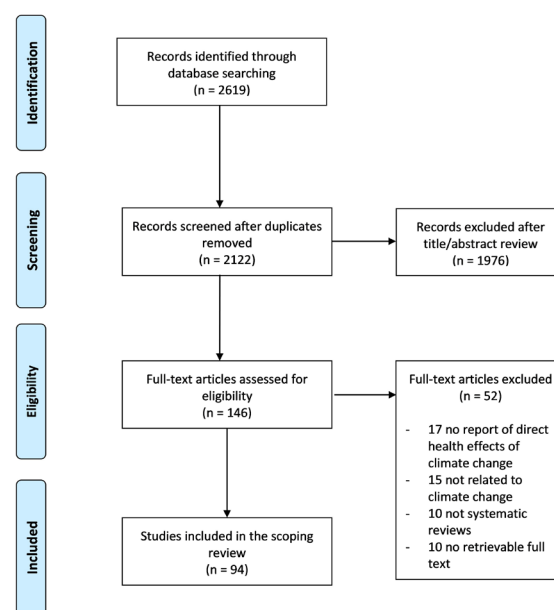 Identification
Records identified through
database searching
(n = 2619)
Screening
Records screened after duplicates
removed
(n = 2122)
Records excluded after
title/abstract review
(n = 1976)
Eligibility
Full-text articles assessed for
eligibility
(n = 146)
Full-text articles excluded
(n = 52)
- 17 no report of direct
health effects of
climate change
- 15 not related to
climate change
- 10 not systematic
reviews
- 10 no retrievable full
text
Included
Studies included in the scoping
review
(n = 94)